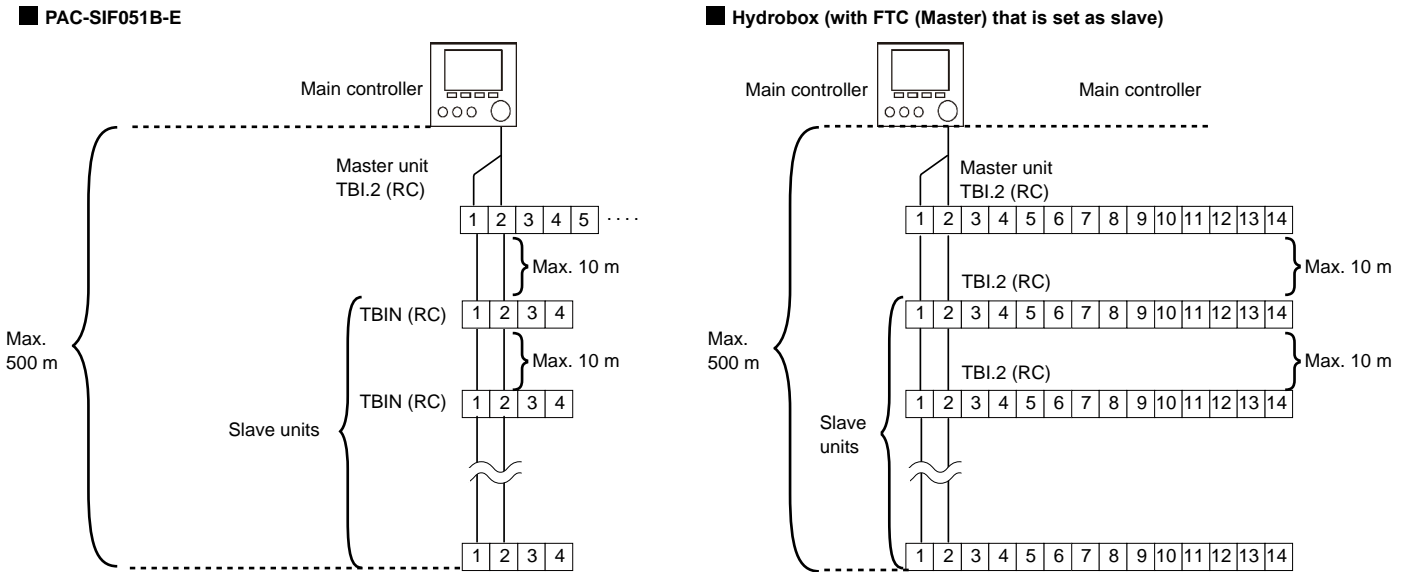 PAC-SIF051B-E
Main controller
Max.
500 m
Master unit
TBI.2 (RC)
1 2 3 4 5 ....
Max. 10 m
TBIN (RC) 1 2 3 4
Max. 10 m
TBIN (RC) 1 2 3 4
Slave units
1 2 3 4
Hydrobox (with FTC (Master) that is set as slave)
Main controller
Main controller
Max.
500 m
Master unit
TBI.2 (RC)
1 2 3 4 5 6 7 8 9 10 11 12 13 14
Max. 10 m
TBI.2 (RC)
1 2 3 4 5 6 7 8 9 10 11 12 13 14
Max. 10 m
TBI.2 (RC)
1 2 3 4 5 6 7 8 9 10 11 12 13 14
Slave
units
1 2 3 4 5 6 7 8 9 10 11 12 13 14